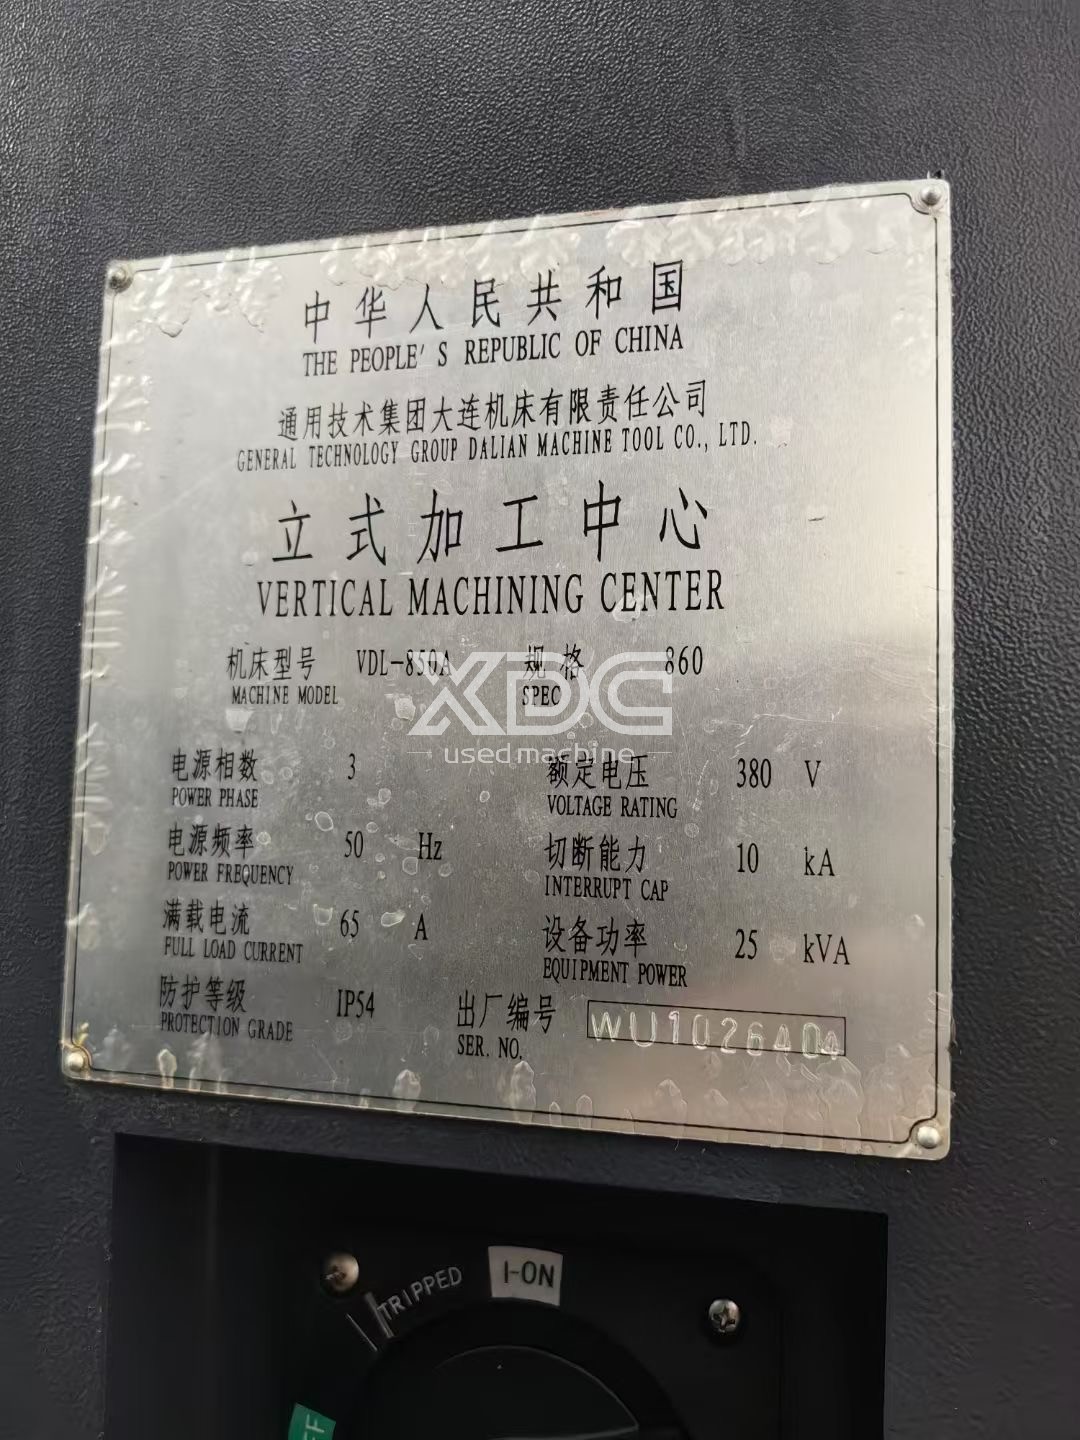 中华人民共和国
THE PEOPLE'S REPUBLIC OF CHINA
通用技术集团大连机床有限责任公司
GENERAL TECHNOLOGY GROUP DALIAN MACHINE TOOL CO., LTD.
立式加工中心
VERTICAL MACHINING CENTER
机床型号 VDL-850A 规格 860
MACHINE MODEL SPEC
XDC
usedmachine
电源相数 3 额定电压 380 V
POWER PHASE VOLTAGE RATING
电源频率 50 Hz 切断能力 10 kA
POWER FREQUENCY INTERRUPT CAP
满载电流 65 A 设备功率 25 kVA
FULL LOAD CURRENT EQUIPMENT POWER
防护等级 IP54 出厂编号 WU1026404
PROTECTION GRADE SER. NO.
TRIPPED I-ON